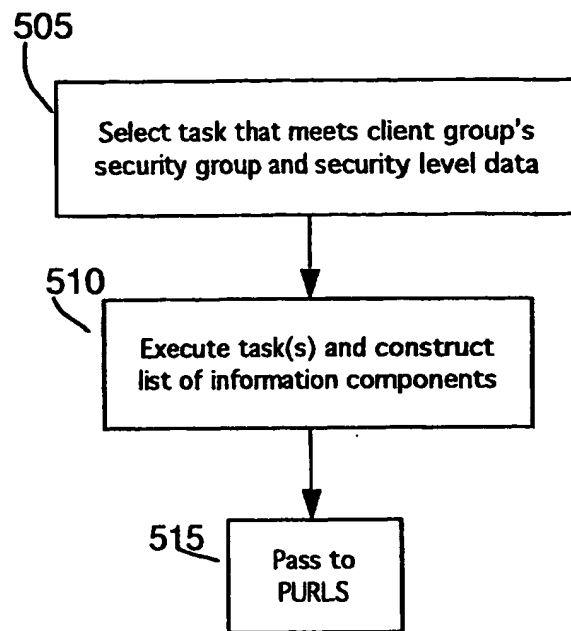 505
Select task that meets client group's
security group and security level data
510
Execute task(s) and construct
list of information components
515
Pass to
PURLS